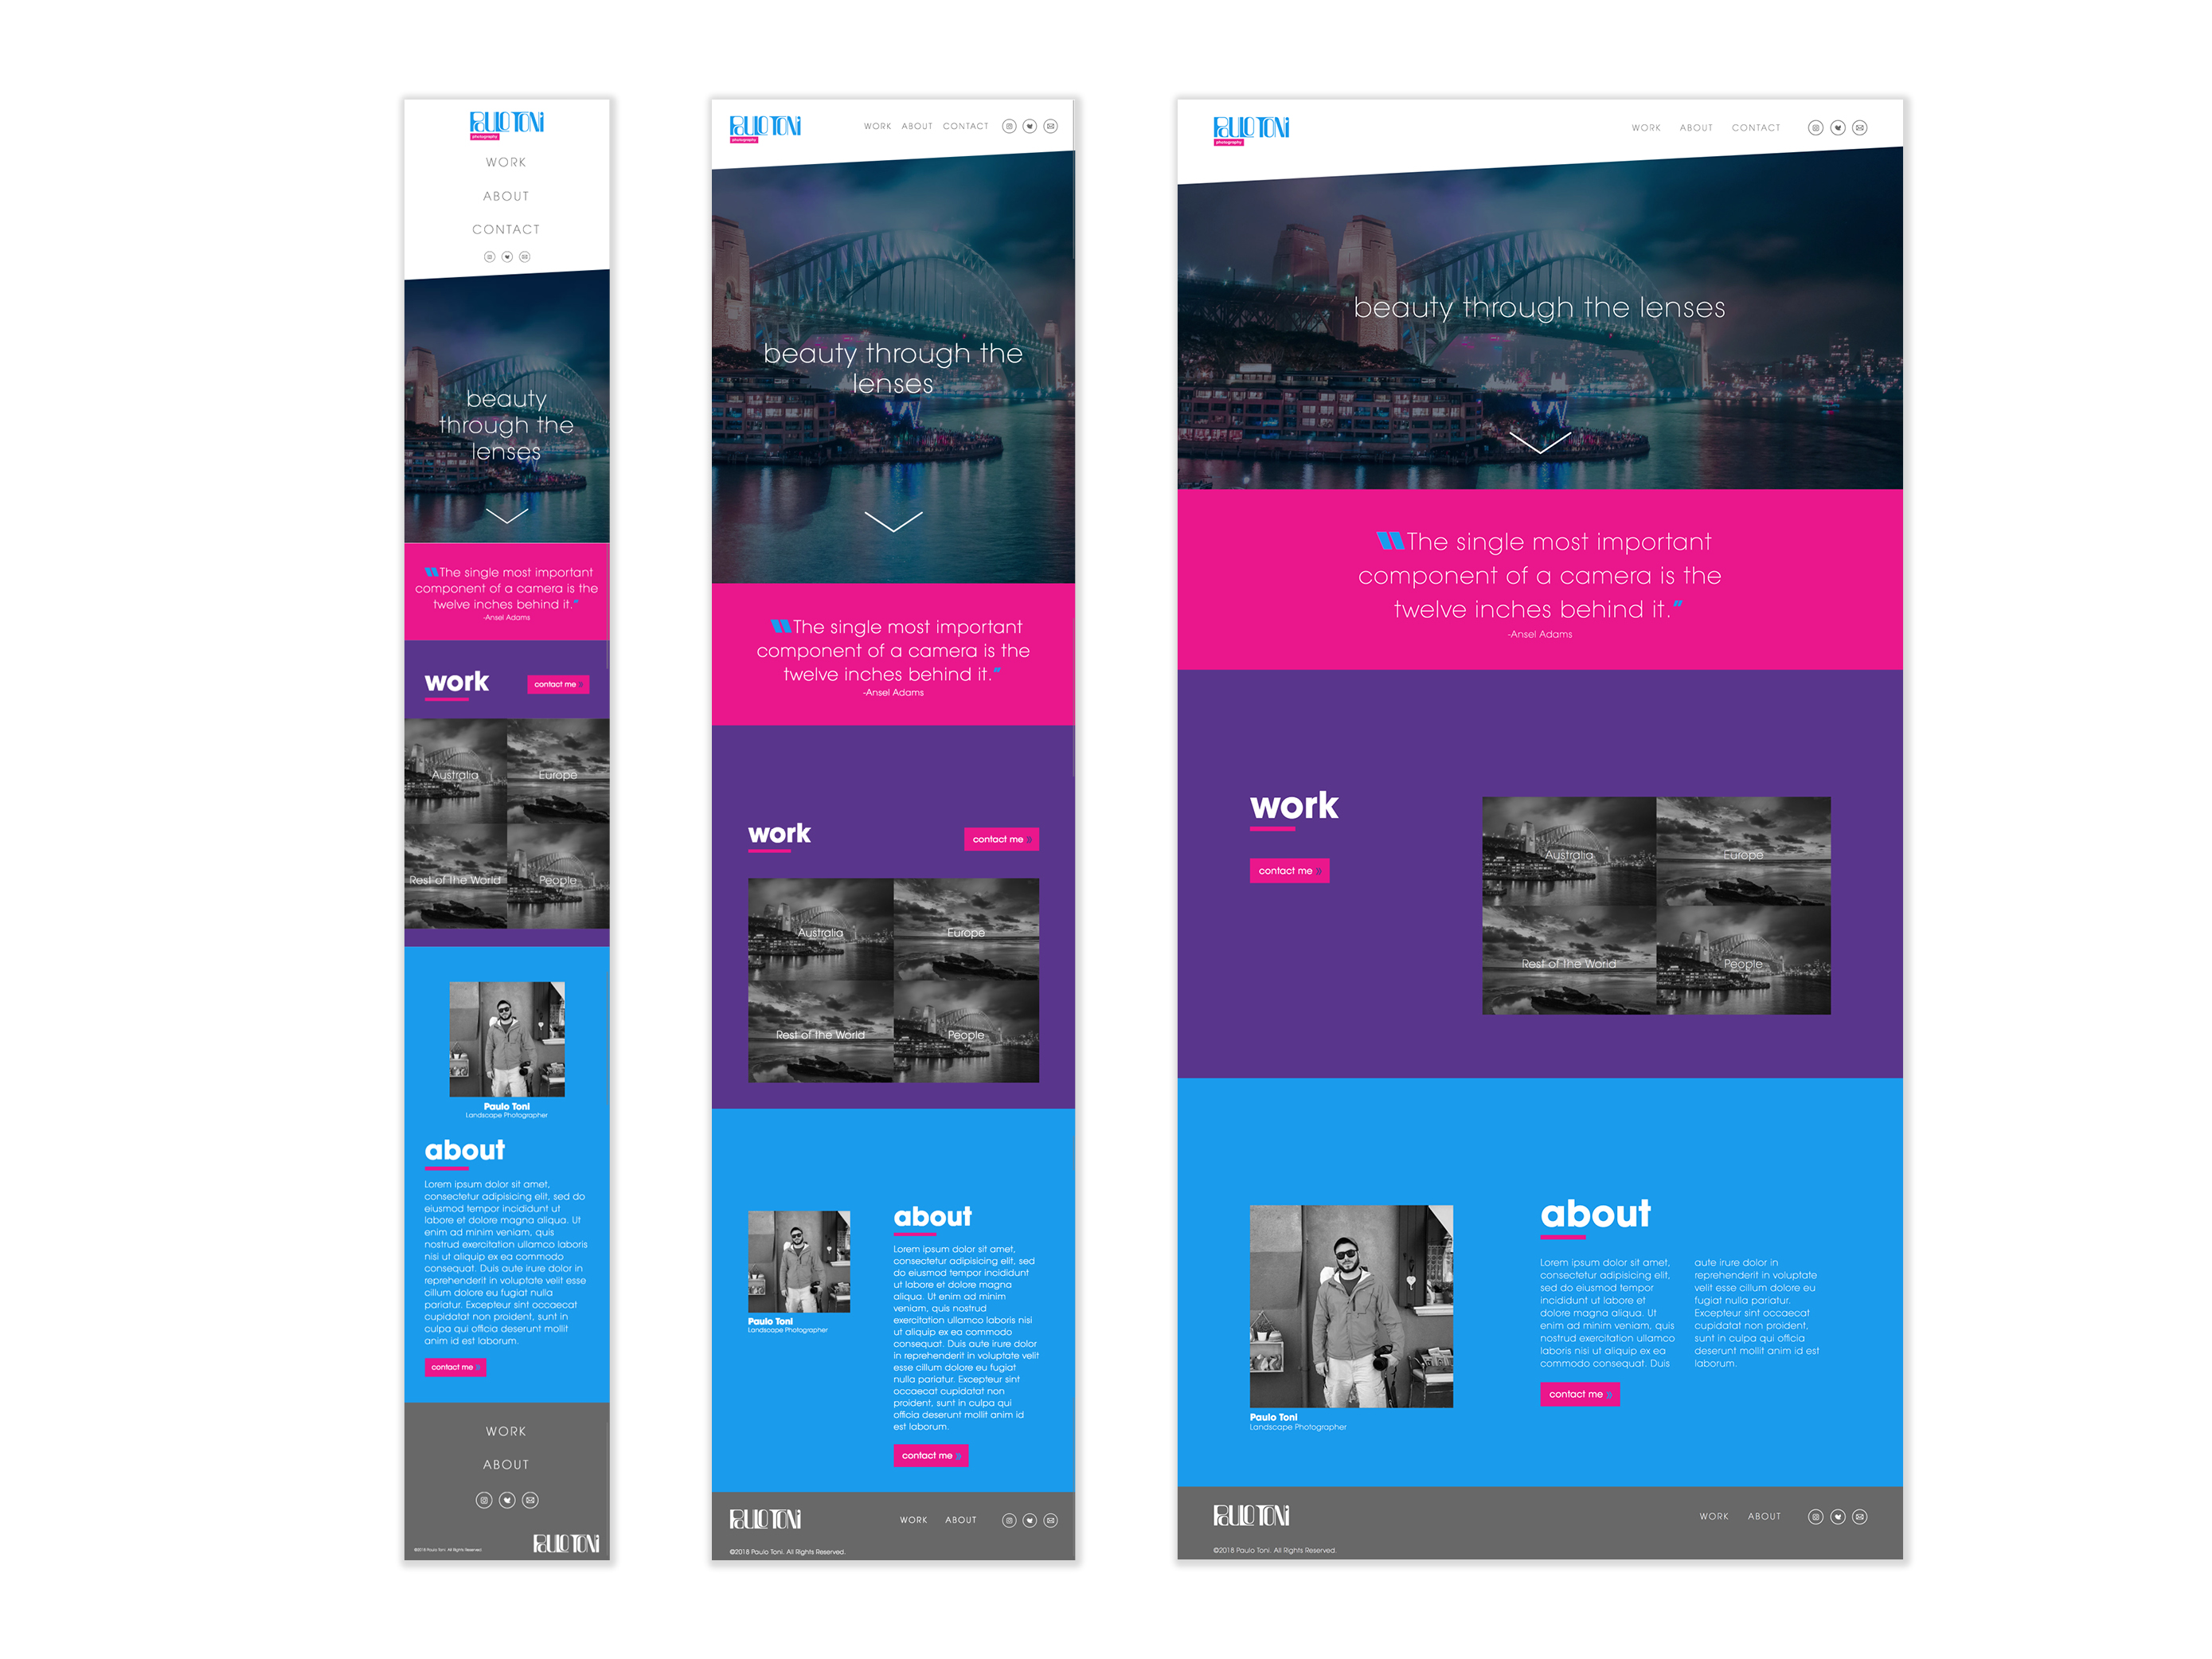 PAULO TONi
photography
WORK
ABOUT
CONTACT
beauty
through the
lenses
"The single most important
component of a camera is the
twelve inches behind it."
-Ansel Adams
work
contact me »
Australia
Europe
Rest of the World
People
Paulo Toni
Landscape Photographer
about
Lorem ipsum dolor sit amet,
consectetur adipisicing elit, sed do
eiusmod tempor incididunt ut
labore et dolore magna aliqua. Ut
enim ad minim veniam, quis
nostrud exercitation ullamco laboris
nisi ut aliquip ex ea commodo
consequat. Duis aute irure dolor in
reprehenderit in voluptate velit esse
cillum dolore eu fugiat nulla
pariatur. Excepteur sint occaecat
cupidatat non proident, sunt in
culpa qui officia deserunt mollit
anim id est laborum.
contact me »
WORK
ABOUT
©2018 Paulo Toni. All Rights Reserved.
PAULO TONi
PAULO TONi
photography
WORK ABOUT CONTACT
beauty through the
lenses
"The single most important
component of a camera is the
twelve inches behind it."
-Ansel Adams
work
contact me »
Australia
Europe
Rest of the World
People
Paulo Toni
Landscape Photographer
about
Lorem ipsum dolor sit amet,
consectetur adipisicing elit, sed
do eiusmod tempor incididunt
ut labore et dolore magna
aliqua. Ut enim ad minim
veniam, quis nostrud
exercitation ullamco laboris nisi
ut aliquip ex ea commodo
consequat. Duis aute irure dolor
in reprehenderit in voluptate velit
esse cillum dolore eu fugiat
nulla pariatur. Excepteur sint
occaecat cupidatat non
proident, sunt in culpa qui
officia deserunt mollit anim id
est laborum.
contact me »
PAULO TONi
WORK ABOUT
©2018 Paulo Toni. All Rights Reserved.
PAULO TONi
photography
WORK ABOUT CONTACT
beauty through the lenses
"The single most important
component of a camera is the
twelve inches behind it."
-Ansel Adams
work
contact me »
Australia
Europe
Rest of the World
People
Paulo Toni
Landscape Photographer
about
Lorem ipsum dolor sit amet,
consectetur adipisicing elit,
sed do eiusmod tempor
incididunt ut labore et
dolore magna aliqua. Ut
enim ad minim veniam, quis
nostrud exercitation ullamco
laboris nisi ut aliquip ex ea
commodo consequat. Duis
aute irure dolor in
reprehenderit in voluptate
velit esse cillum dolore eu
fugiat nulla pariatur.
Excepteur sint occaecat
cupidatat non proident,
sunt in culpa qui officia
deserunt mollit anim id est
laborum.
contact me »
PAULO TONi
WORK ABOUT
©2018 Paulo Toni. All Rights Reserved.